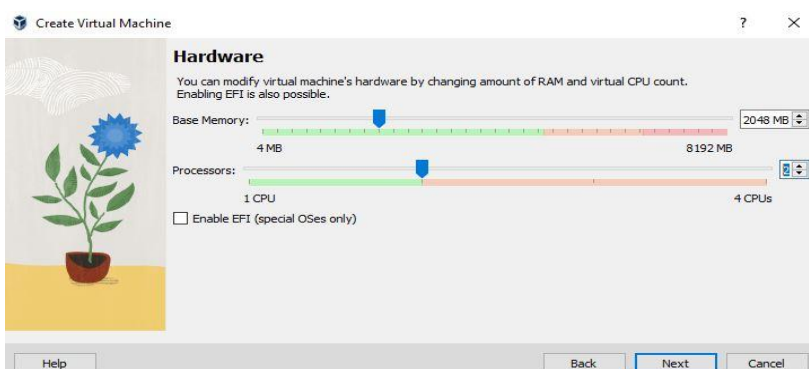 Create Virtual Machine
Hardware
You can modify virtual machine's hardware by changing amount of RAM and virtual CPU count.
Enabling EFI is also possible.
Base Memory: 2048 MB
4 MB 8192 MB
Processors: 2
1 CPU 4 CPUs
Enable EFI (special OSes only)
Help Back Next Cancel